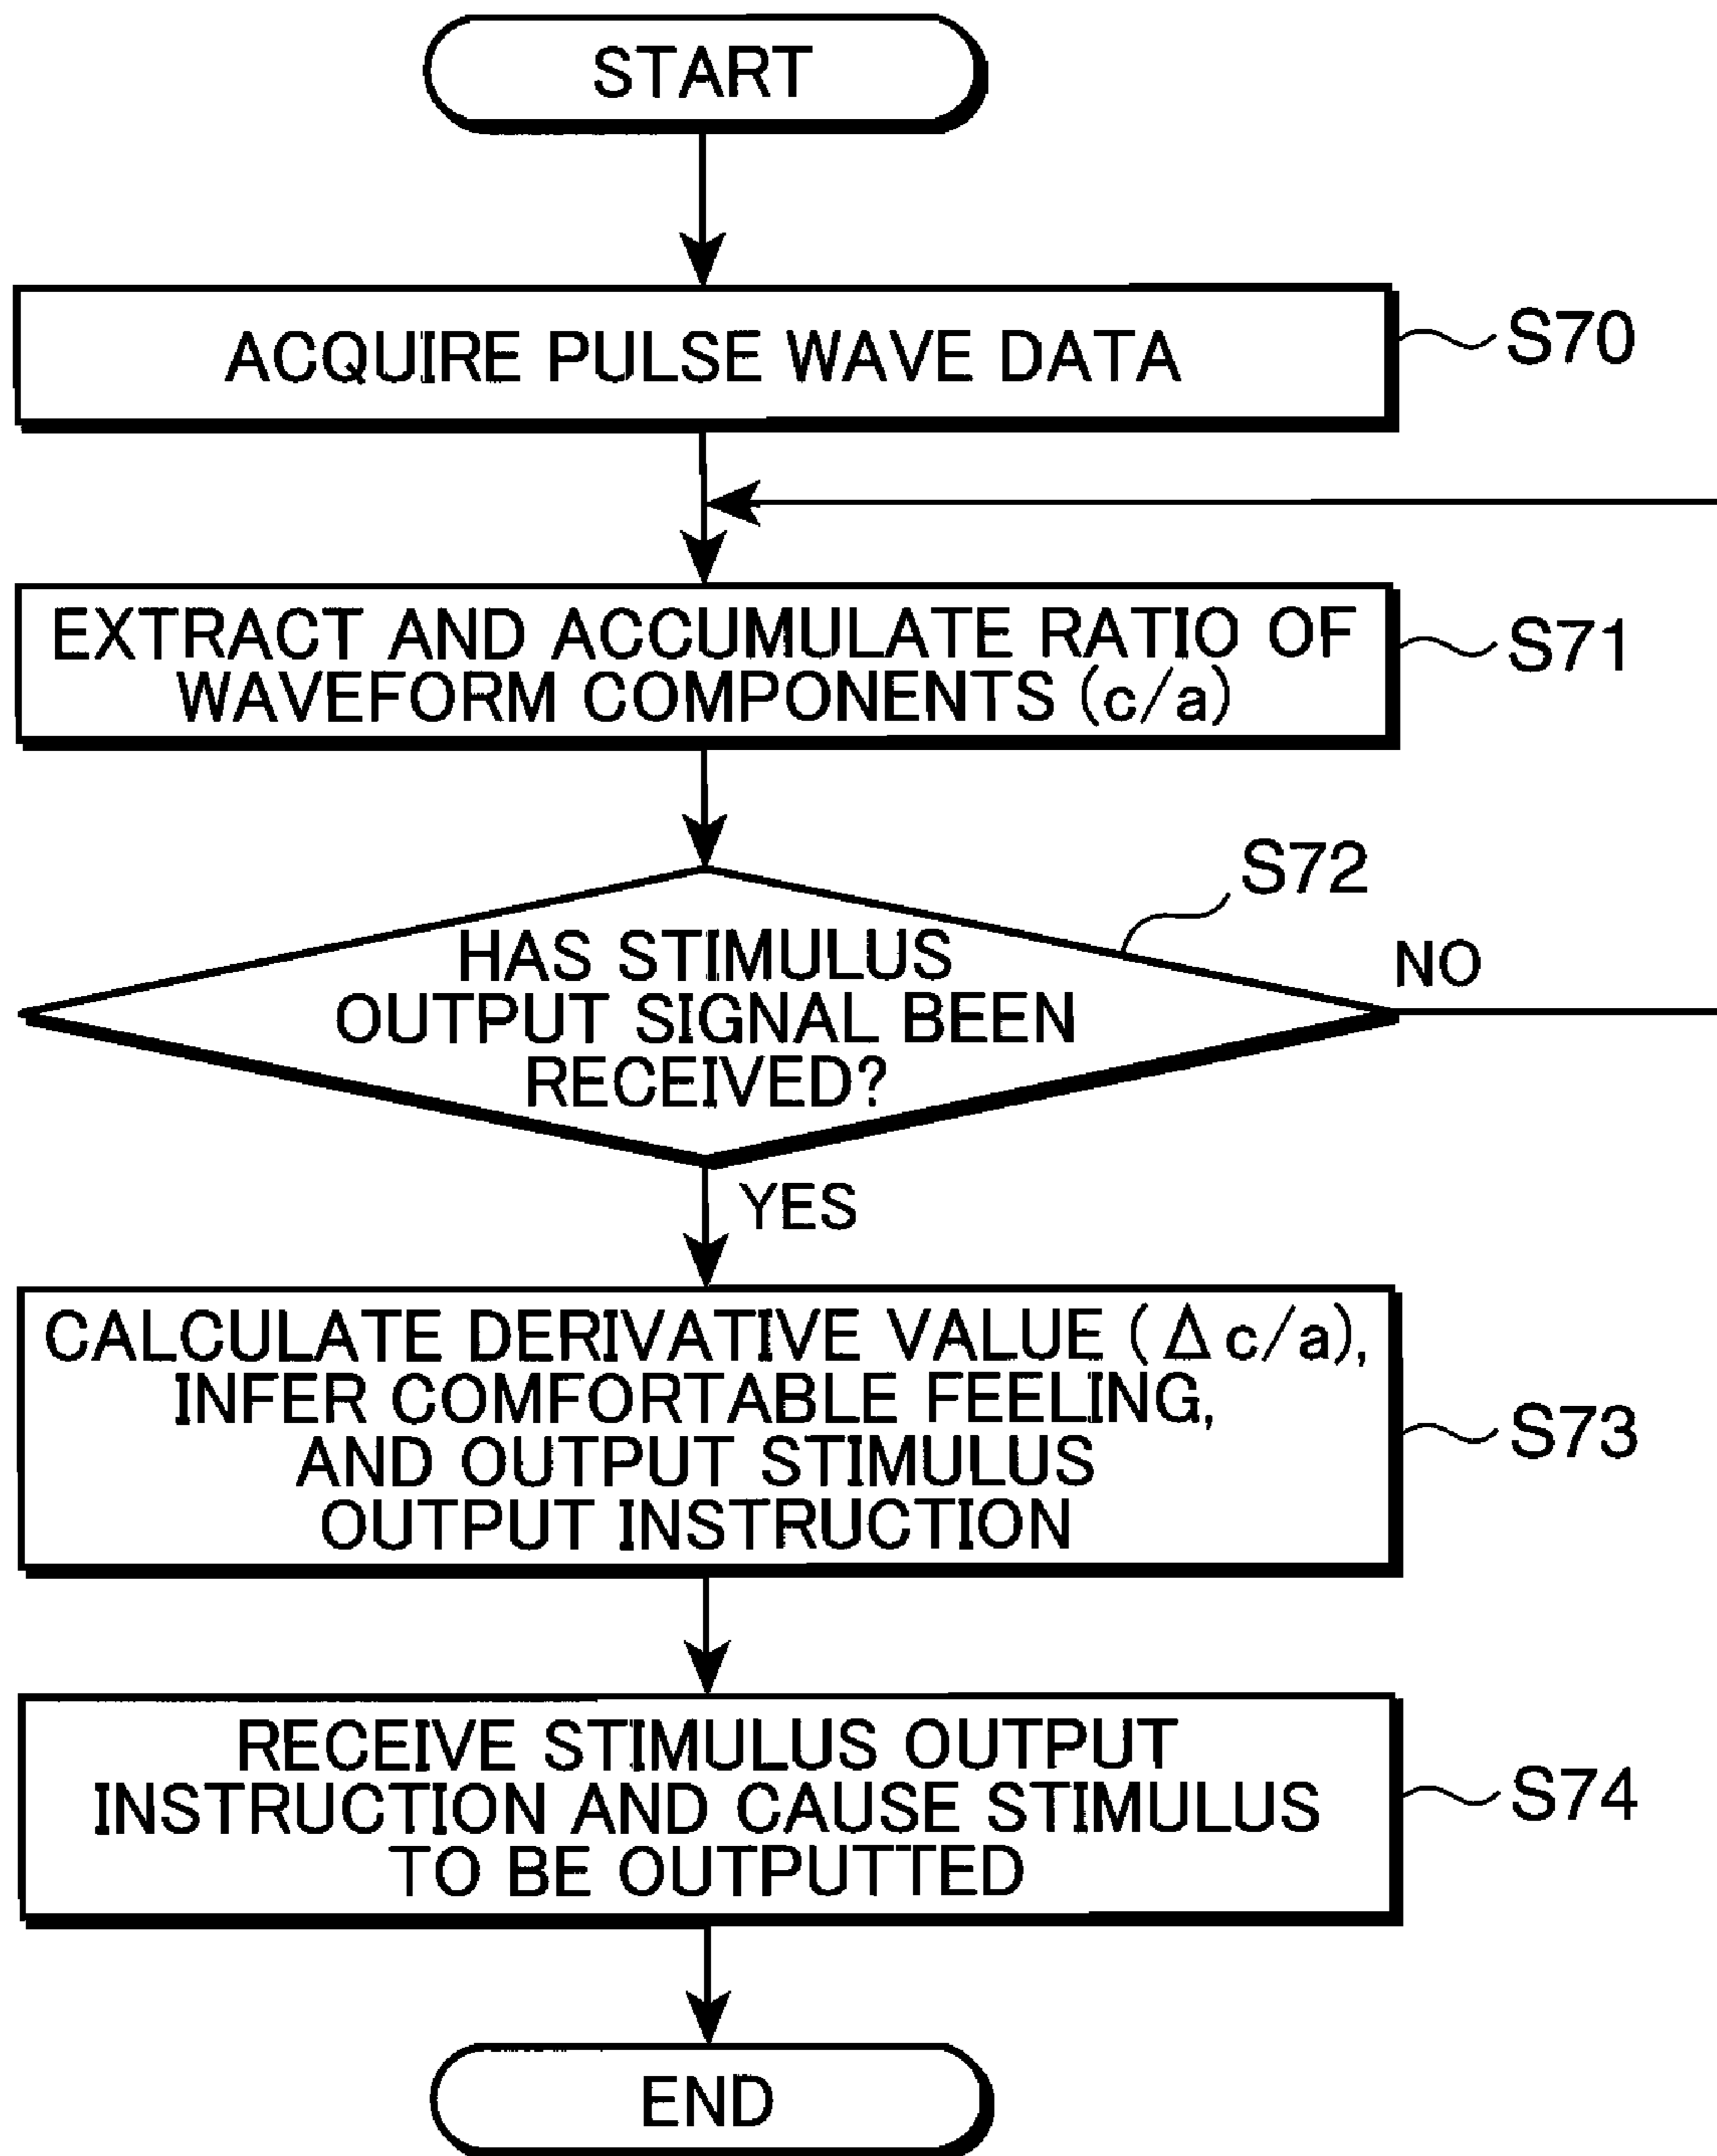 START
ACQUIRE PULSE WAVE DATA
S70
EXTRACT AND ACCUMULATE RATIO OF
WAVEFORM COMPONENTS (c/a)
S71
S72
HAS STIMULUS
OUTPUT SIGNAL BEEN
RECEIVED?
NO
YES
CALCULATE DERIVATIVE VALUE (Δc/a),
INFER COMFORTABLE FEELING,
AND OUTPUT STIMULUS
OUTPUT INSTRUCTION
S73
RECEIVE STIMULUS OUTPUT
INSTRUCTION AND CAUSE STIMULUS
TO BE OUTPUTTED
S74
END